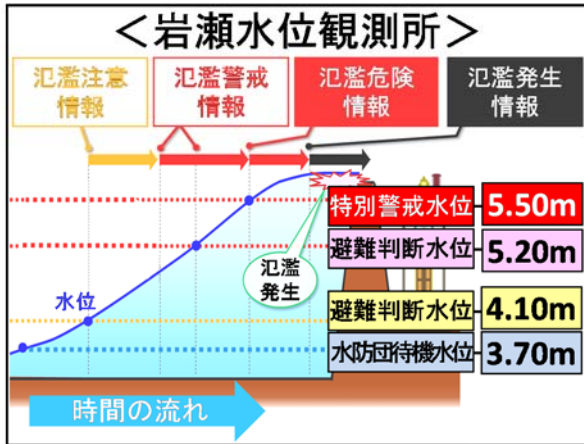 ＜岩瀬水位観測所＞
氾濫注意
情報
氾濫警戒
情報
氾濫危険
情報
氾濫発生
情報
特別警戒水位 5.50m
避難判断水位 5.20m
氾濫
発生
水位
避難判断水位 4.10m
水防団待機水位 3.70m
時間の流れ